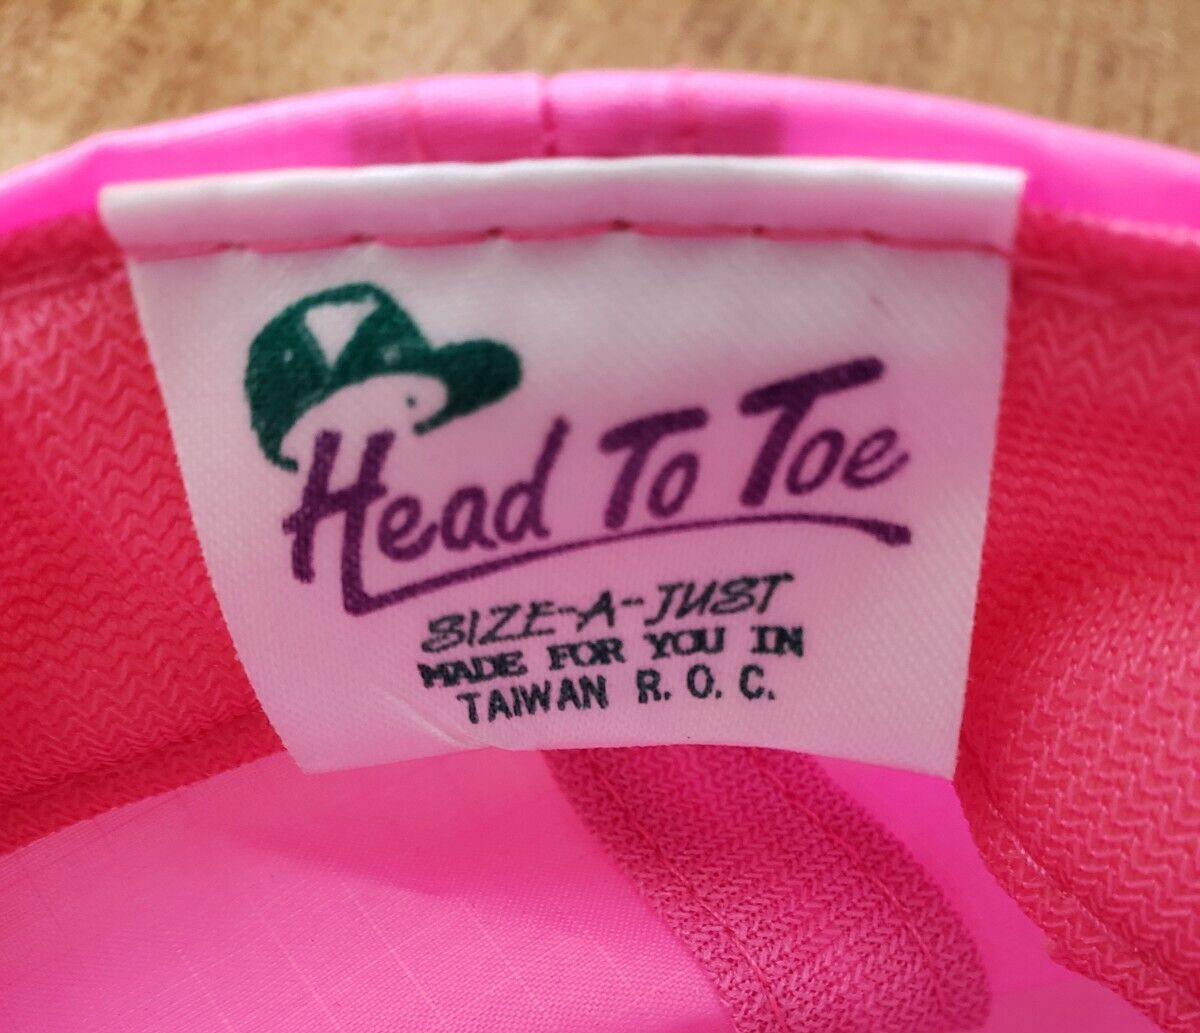 Head To Toe
SIZE-A-JUST
MADE FOR YOU IN
TAIWAN R.O.C.